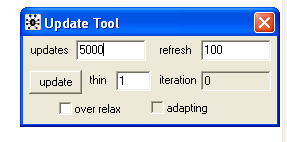 Update Tool
updates 5000 refresh 100
update thin 1 iteration 0
over relax adapting